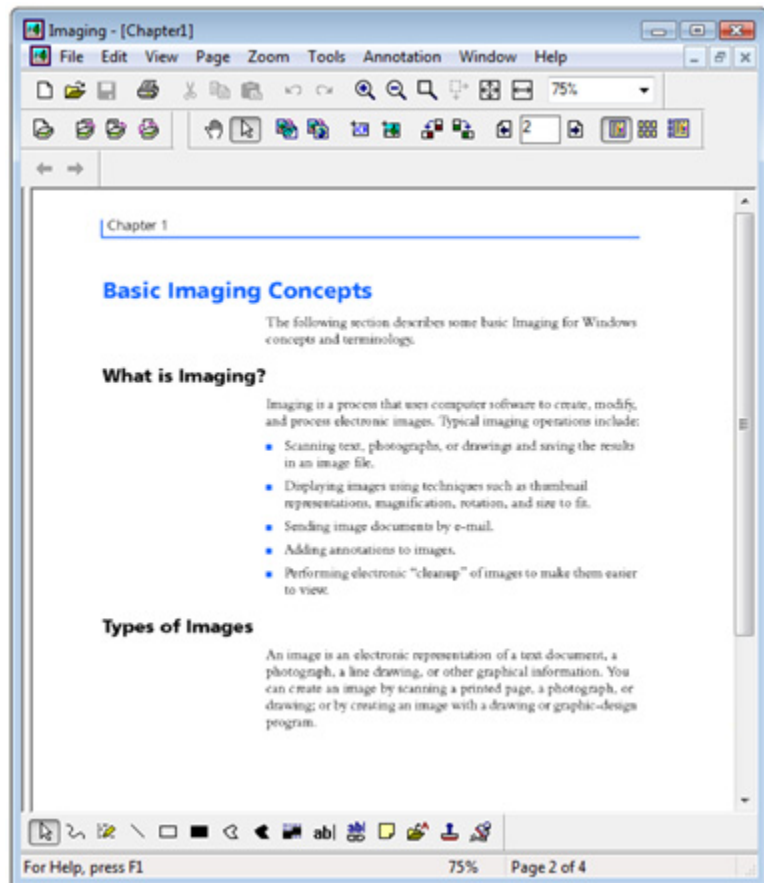 Imaging - [Chapter1]
File Edit View Page Zoom Tools Annotation Window Help
75%
2
Chapter 1
Basic Imaging Concepts
The following section describes some basic Imaging for Windows
concepts and terminology.
What is Imaging?
Imaging is a process that uses computer software to create, modify,
and process electronic images. Typical imaging operations include:
Scanning text, photographs, or drawings and saving the results
in an image file.
Displaying images using techniques such as thumbnail
representations, magnification, rotation, and size to fit.
Sending image documents by e-mail.
Adding annotations to images.
Performing electronic “cleanup” of images to make them easier
to view.
Types of Images
An image is an electronic representation of a text document, a
photograph, a line drawing, or other graphical information. You
can create an image by scanning a printed page, a photograph, or
drawing; or by creating an image with a drawing or graphic-design
program.
ab|
For Help, press F1 75% Page 2 of 4